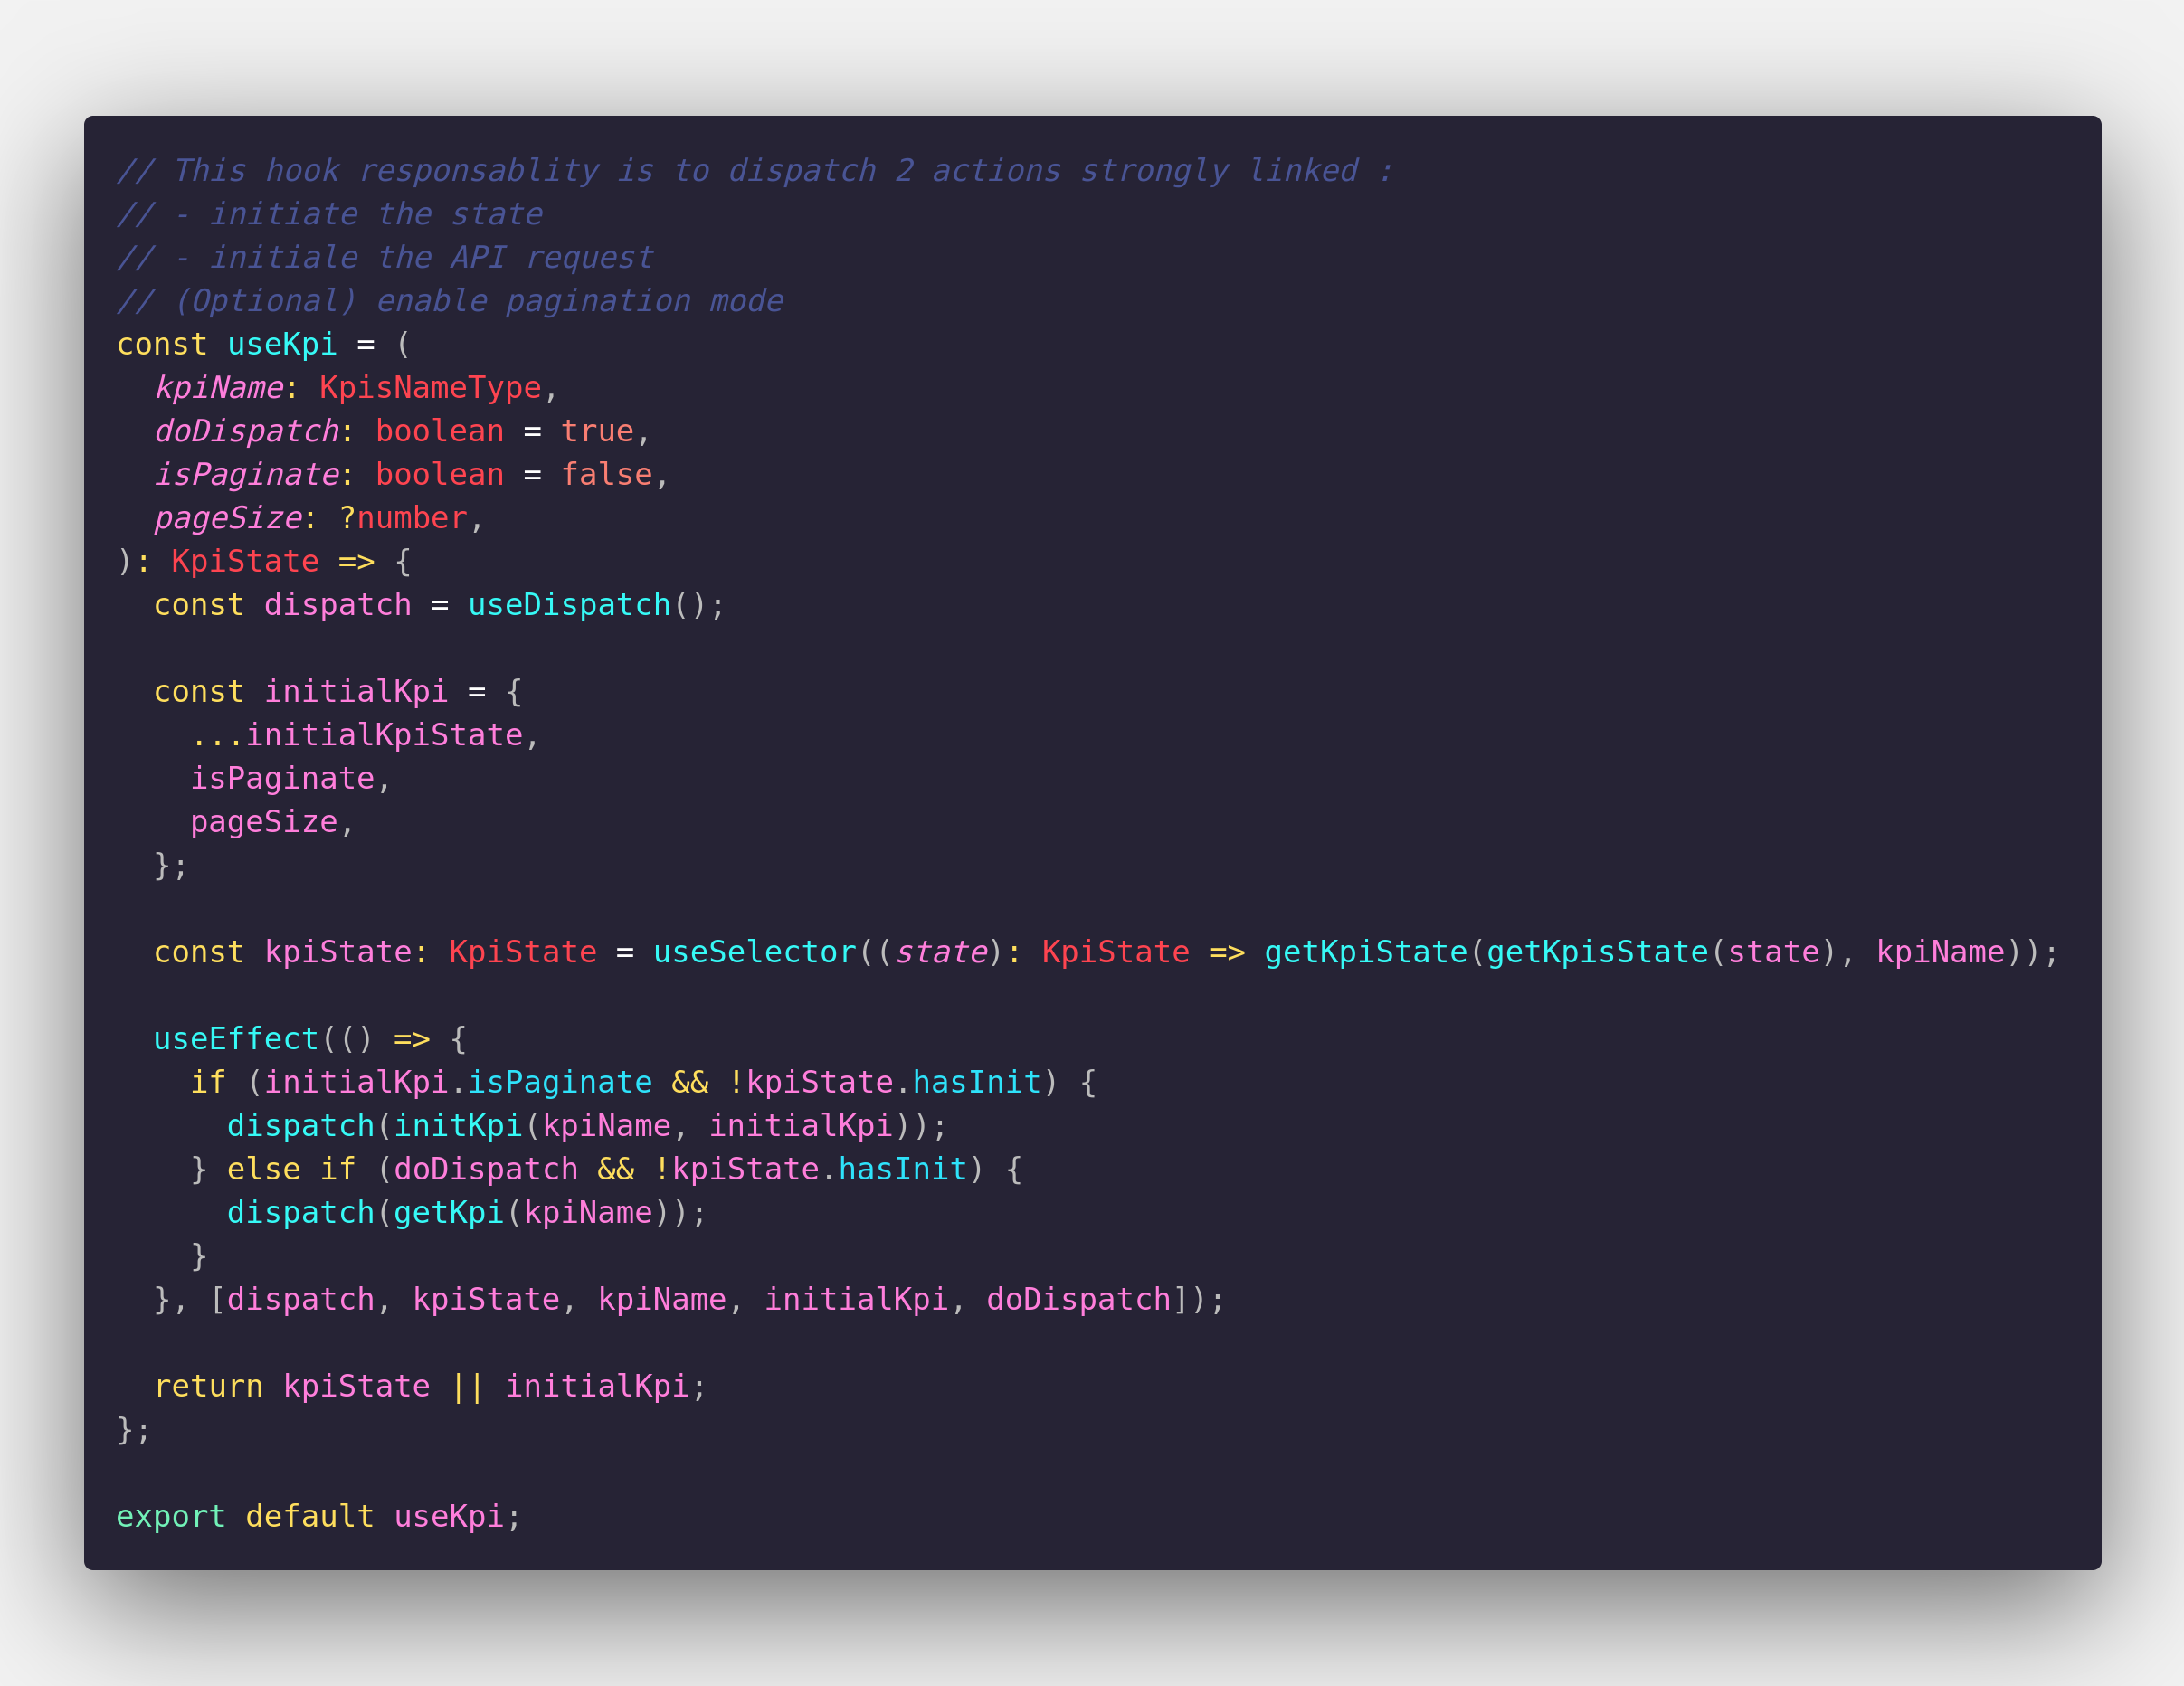 // This hook responsablity is to dispatch 2 actions strongly linked :
// - initiate the state
// - initiale the API request
// (Optional) enable pagination mode
const useKpi = (
  kpiName: KpisNameType,
  doDispatch: boolean = true,
  isPaginate: boolean = false,
  pageSize: ?number,
): KpiState => {
  const dispatch = useDispatch();

  const initialKpi = {
    ...initialKpiState,
    isPaginate,
    pageSize,
  };

  const kpiState: KpiState = useSelector((state): KpiState => getKpiState(getKpisState(state), kpiName));

  useEffect(() => {
    if (initialKpi.isPaginate && !kpiState.hasInit) {
      dispatch(initKpi(kpiName, initialKpi));
    } else if (doDispatch && !kpiState.hasInit) {
      dispatch(getKpi(kpiName));
    }
  }, [dispatch, kpiState, kpiName, initialKpi, doDispatch]);

  return kpiState || initialKpi;
};

export default useKpi;